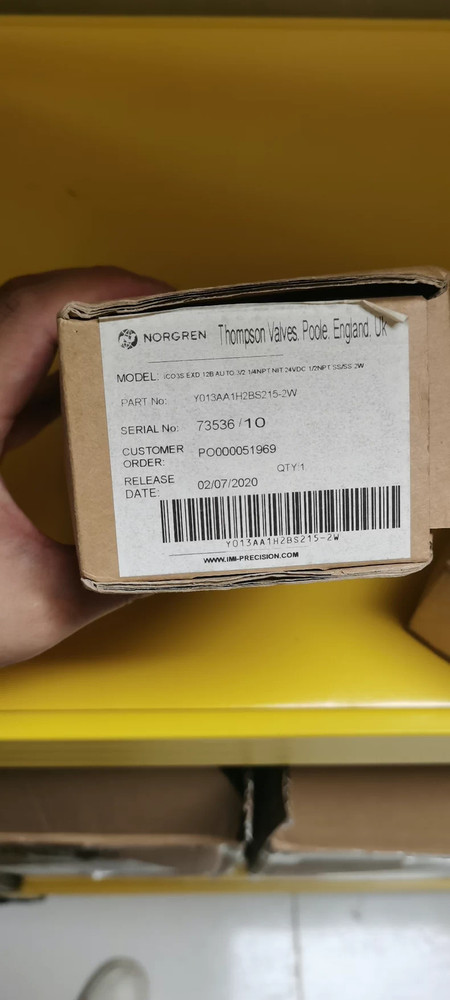 NORGREN Thompson Valves. Poole. England. Uk
MODEL: ICO3S EXD 12B AUTO 3/2 1/4NPT NIT 24VDC 1/2NPT SS/SS 2W
PART No: Y013AA1H2BS215-2W
SERIAL No: 73536 / 10
CUSTOMER ORDER: PO000051969
QTY:1
RELEASE DATE: 02/07/2020
Y013AA1H2BS215-2W
WWW.IMI-PRECISION.COM